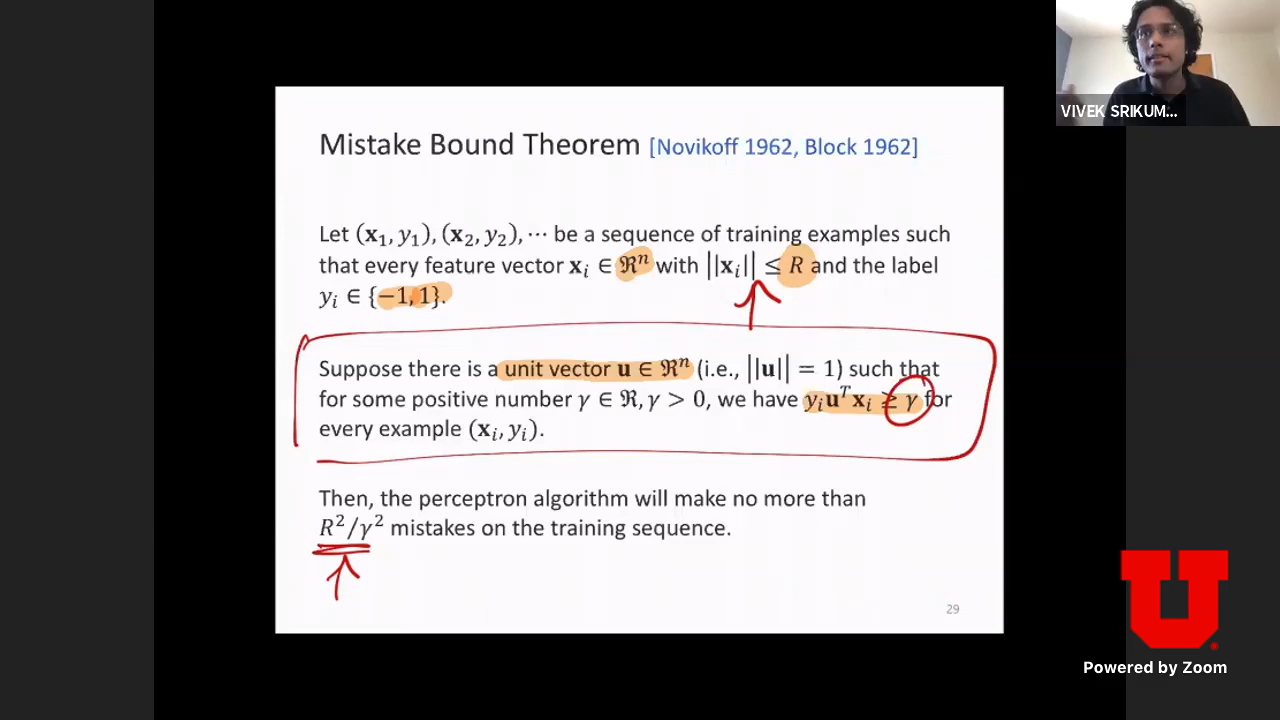 VIVEK SRIKUM...
Mistake Bound Theorem [Novikoff 1962, Block 1962]
Let (𝐱₁, y₁), (𝐱₂, y₂), ⋯ be a sequence of training examples such
that every feature vector 𝐱ᵢ ∈ ℜⁿ with ||𝐱ᵢ|| ≤ R and the label
yᵢ ∈ {−1, 1}.
Suppose there is a unit vector 𝐮 ∈ ℜⁿ (i.e., ||𝐮|| = 1) such that
for some positive number γ ∈ ℜ, γ > 0, we have yᵢ𝐮ᵀ𝐱ᵢ ≥ γ for
every example (𝐱ᵢ, yᵢ).
Then, the perceptron algorithm will make no more than
R²/γ² mistakes on the training sequence.
29
U
Powered by Zoom